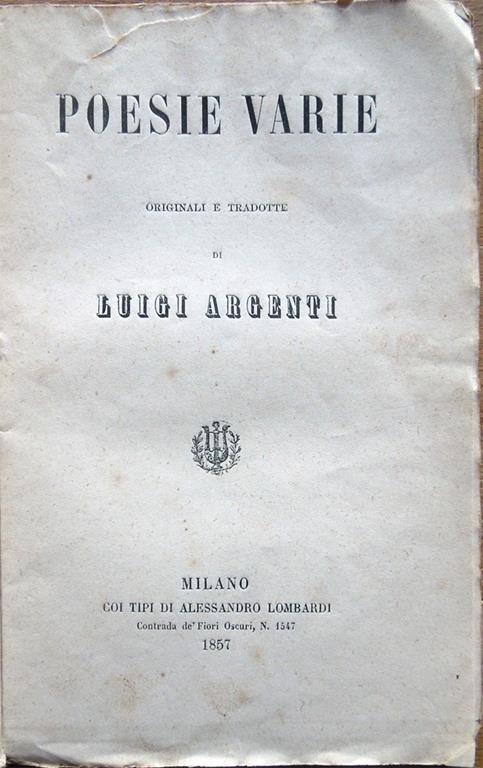 POESIE VARIE
ORIGINALI E TRADOTTE
DI
LUIGI ARGENTI
MILANO
COI TIPI DI ALESSANDRO LOMBARDI
Contrada de' Fiori Oscuri, N. 1547
1857